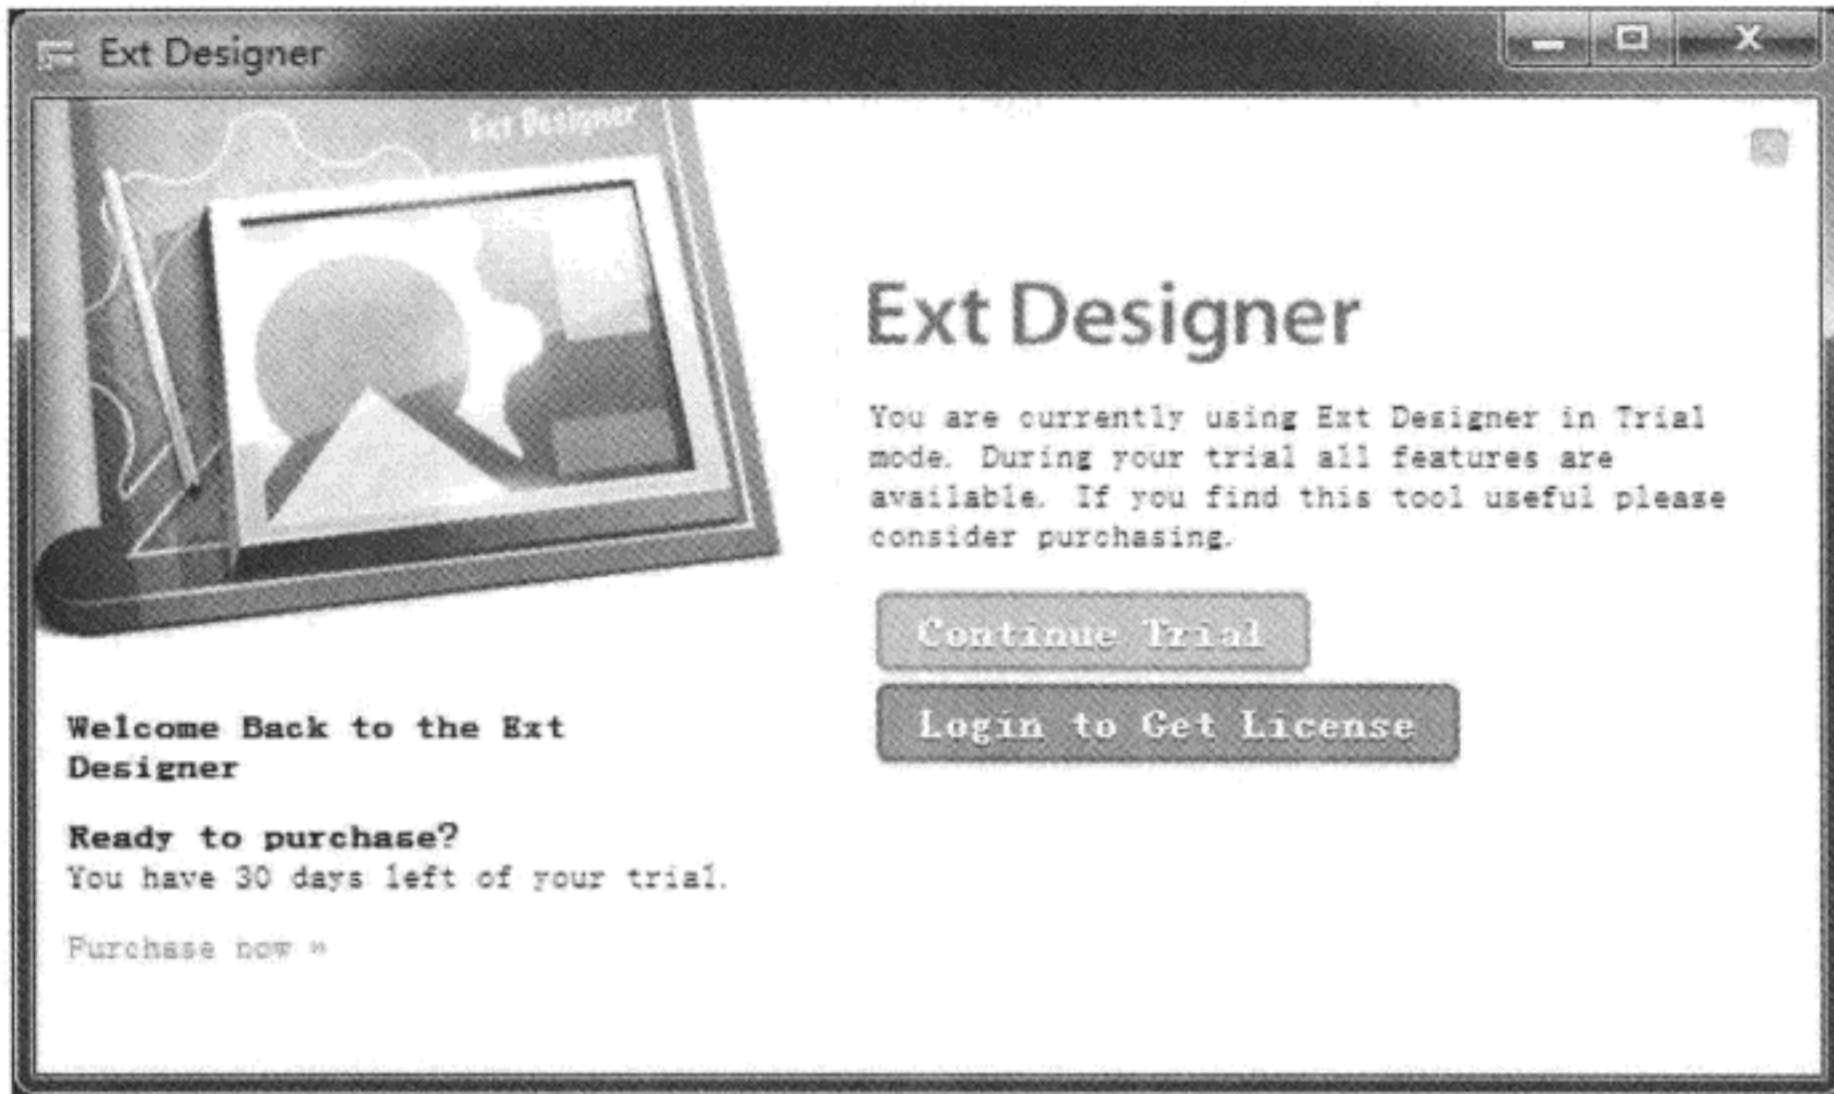 Ext Designer
Ext Designer
Ext Designer
You are currently using Ext Designer in Trial
mode. During your trial all features are
available. If you find this tool useful please
consider purchasing.
Continue Trial
Login to Get License
Welcome Back to the Ext
Designer
Ready to purchase?
You have 30 days left of your trial.
Purchase now »